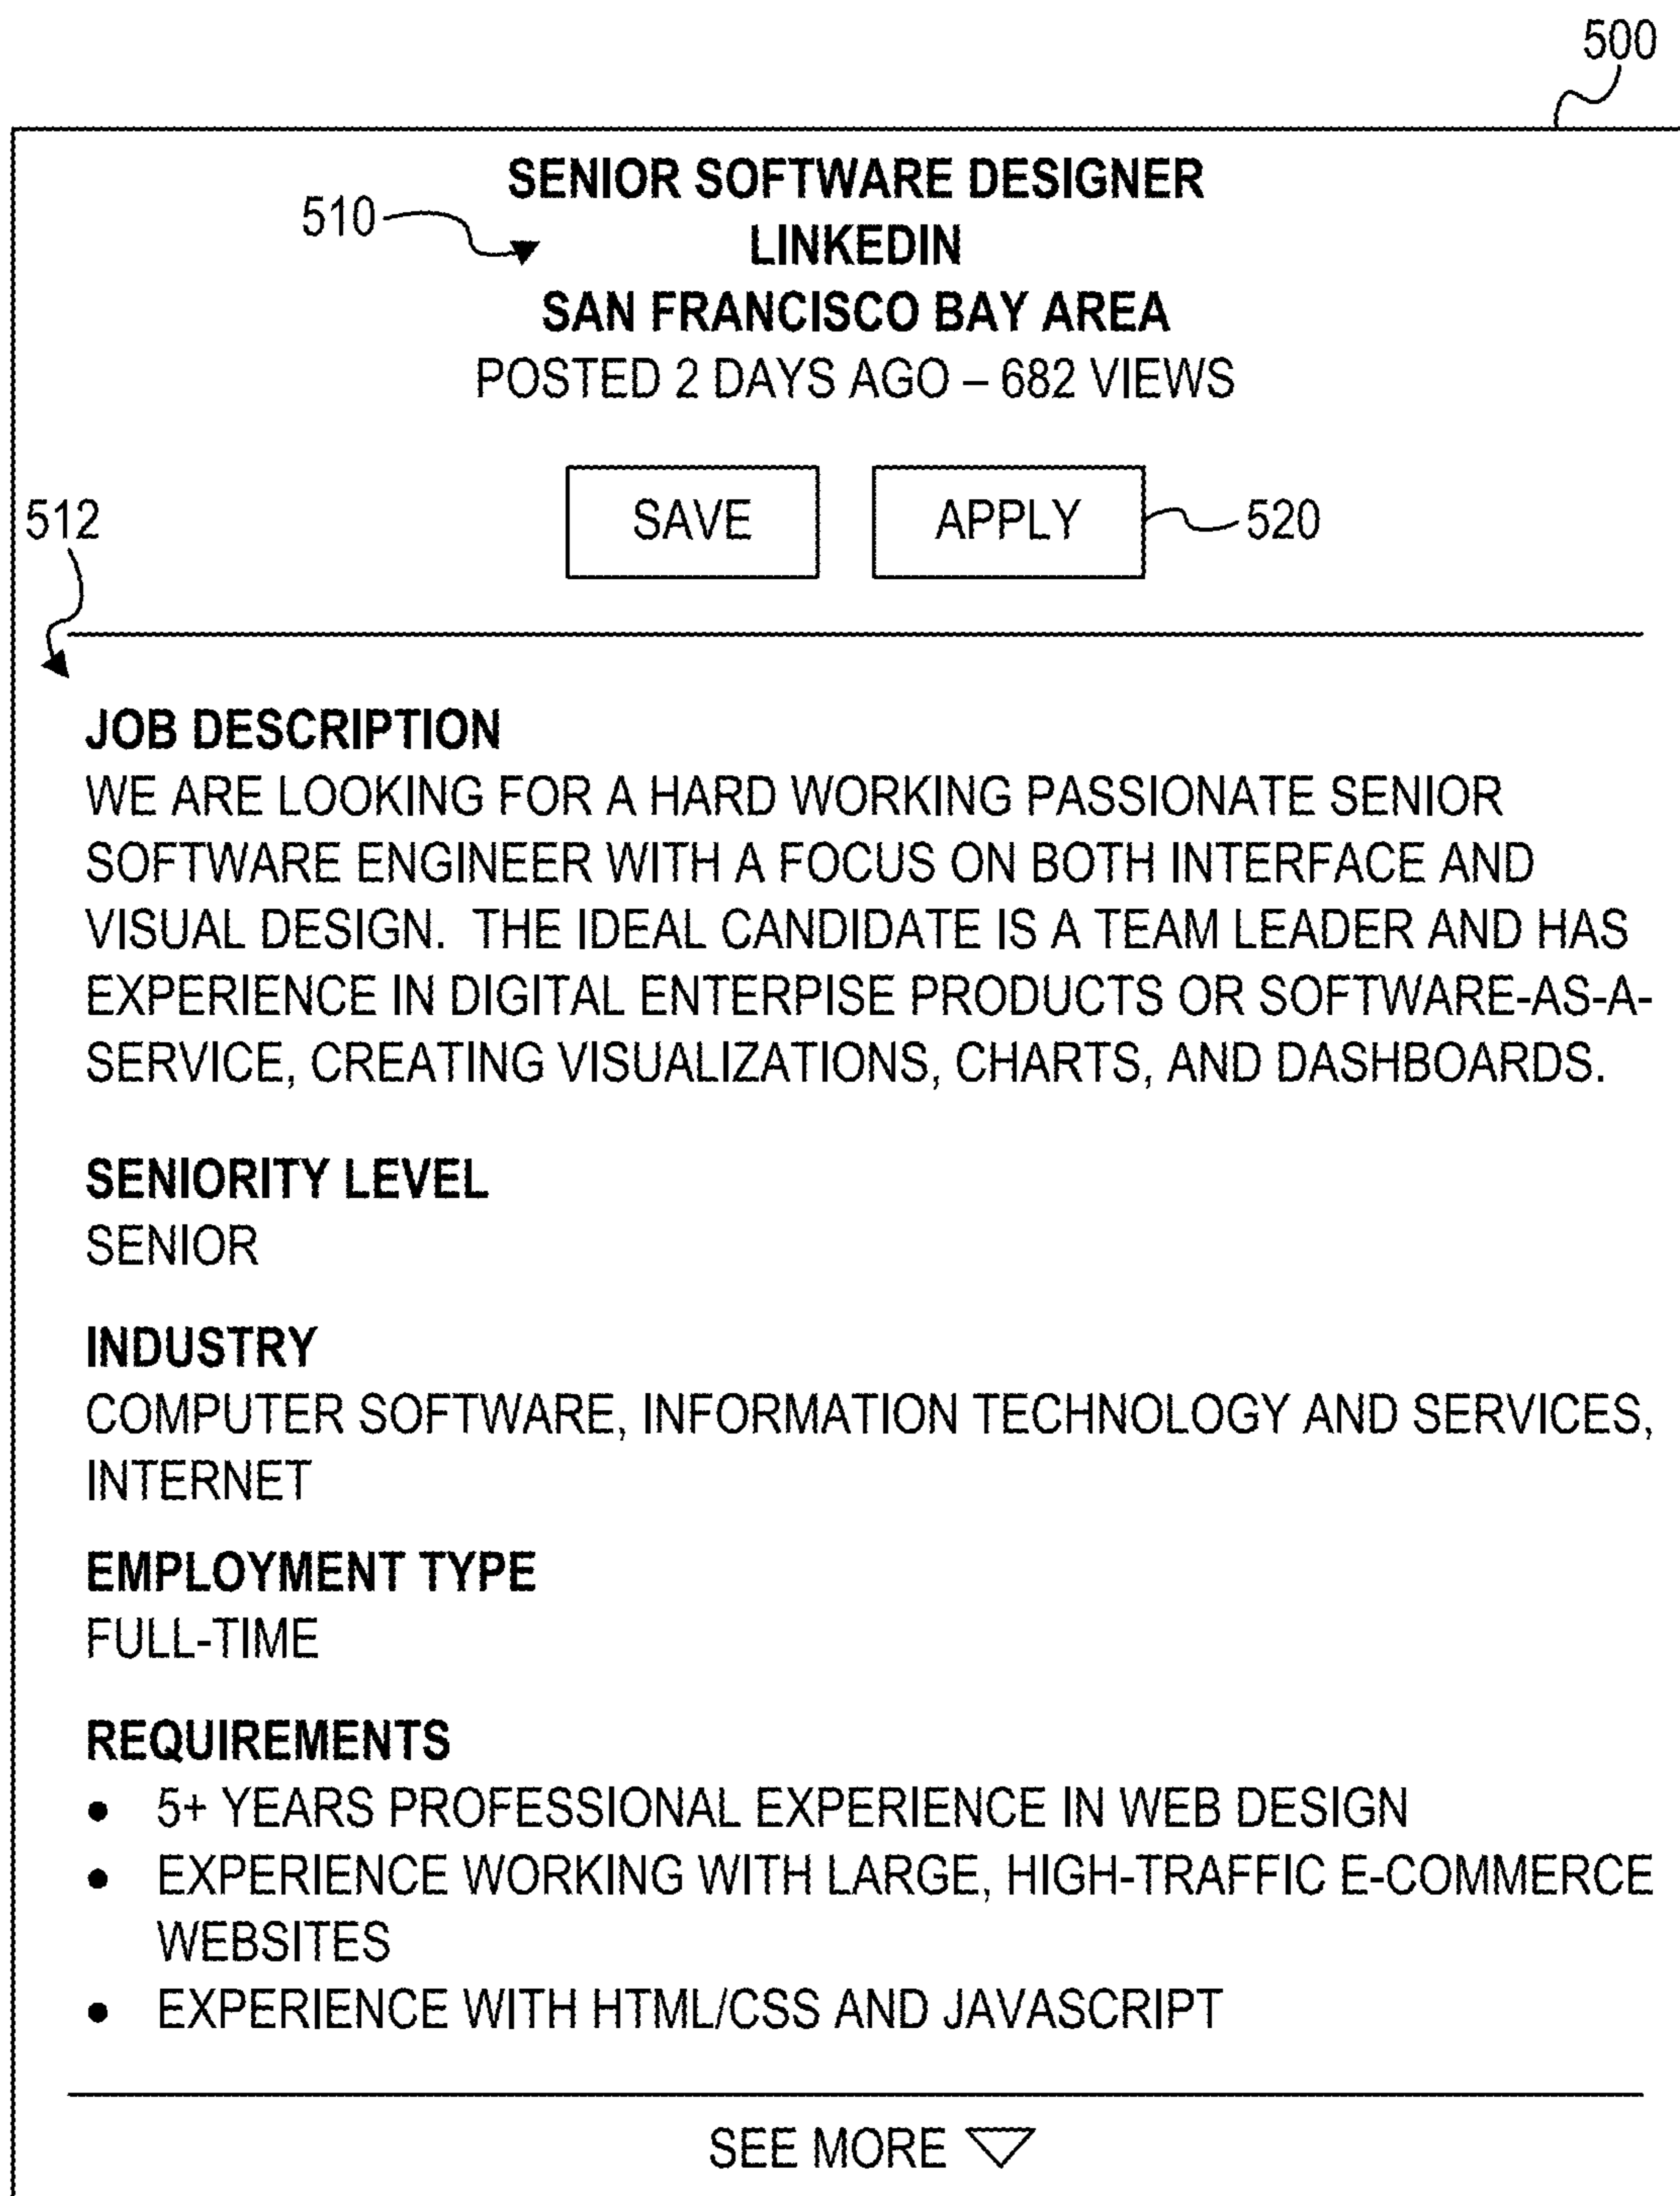 500
SENIOR SOFTWARE DESIGNER
510
LINKEDIN
SAN FRANCISCO BAY AREA
POSTED 2 DAYS AGO – 682 VIEWS
512
SAVE
APPLY
520
JOB DESCRIPTION
WE ARE LOOKING FOR A HARD WORKING PASSIONATE SENIOR
SOFTWARE ENGINEER WITH A FOCUS ON BOTH INTERFACE AND
VISUAL DESIGN. THE IDEAL CANDIDATE IS A TEAM LEADER AND HAS
EXPERIENCE IN DIGITAL ENTERPISE PRODUCTS OR SOFTWARE-AS-A-
SERVICE, CREATING VISUALIZATIONS, CHARTS, AND DASHBOARDS.
SENIORITY LEVEL
SENIOR
INDUSTRY
COMPUTER SOFTWARE, INFORMATION TECHNOLOGY AND SERVICES,
INTERNET
EMPLOYMENT TYPE
FULL-TIME
REQUIREMENTS
• 5+ YEARS PROFESSIONAL EXPERIENCE IN WEB DESIGN
• EXPERIENCE WORKING WITH LARGE, HIGH-TRAFFIC E-COMMERCE
WEBSITES
• EXPERIENCE WITH HTML/CSS AND JAVASCRIPT
SEE MORE